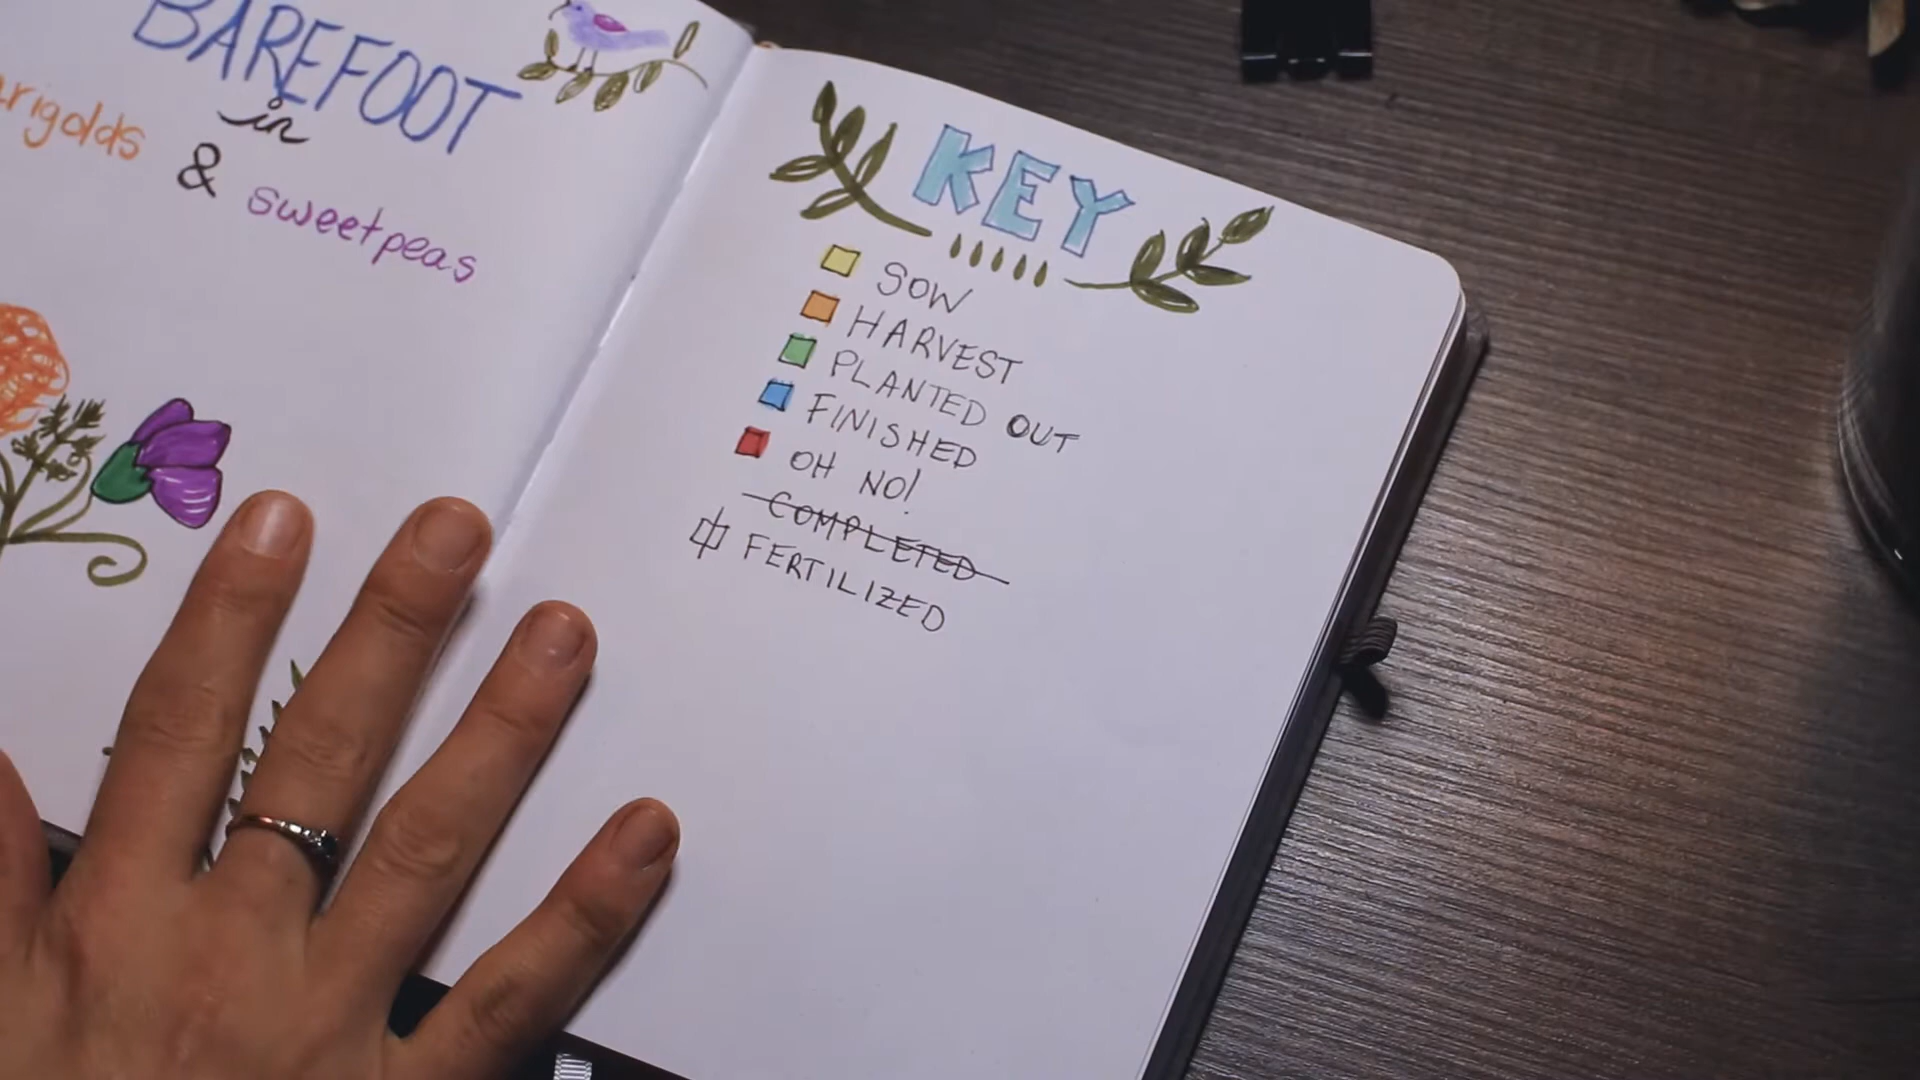 BAREFOOT
in
arigolds & sweetpeas
KEY
SOW
HARVEST
PLANTED OUT
FINISHED
OH NO!
COMPLETED
FERTILIZED